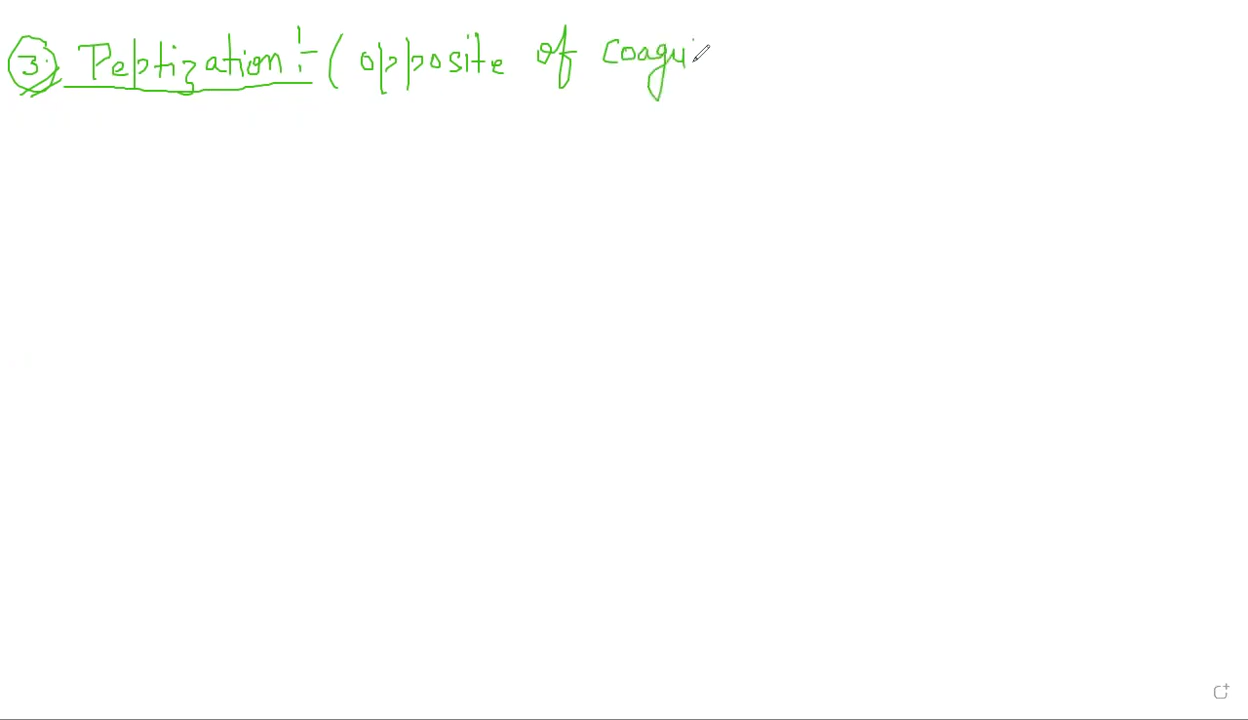 3. Peptization :- ( opposite of coagu